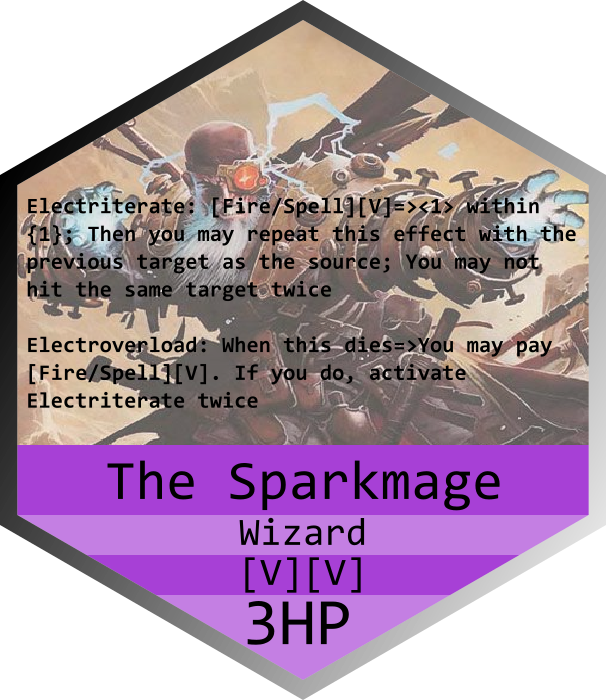 Electriterate: [Fire/Spell][V]=><1> within
{1}; Then you may repeat this effect with the
previous target as the source; You may not
hit the same target twice
Electroverload: When this dies=>You may pay
[Fire/Spell][V]. If you do, activate
Electriterate twice
The Sparkmage
Wizard
[V][V]
3HP